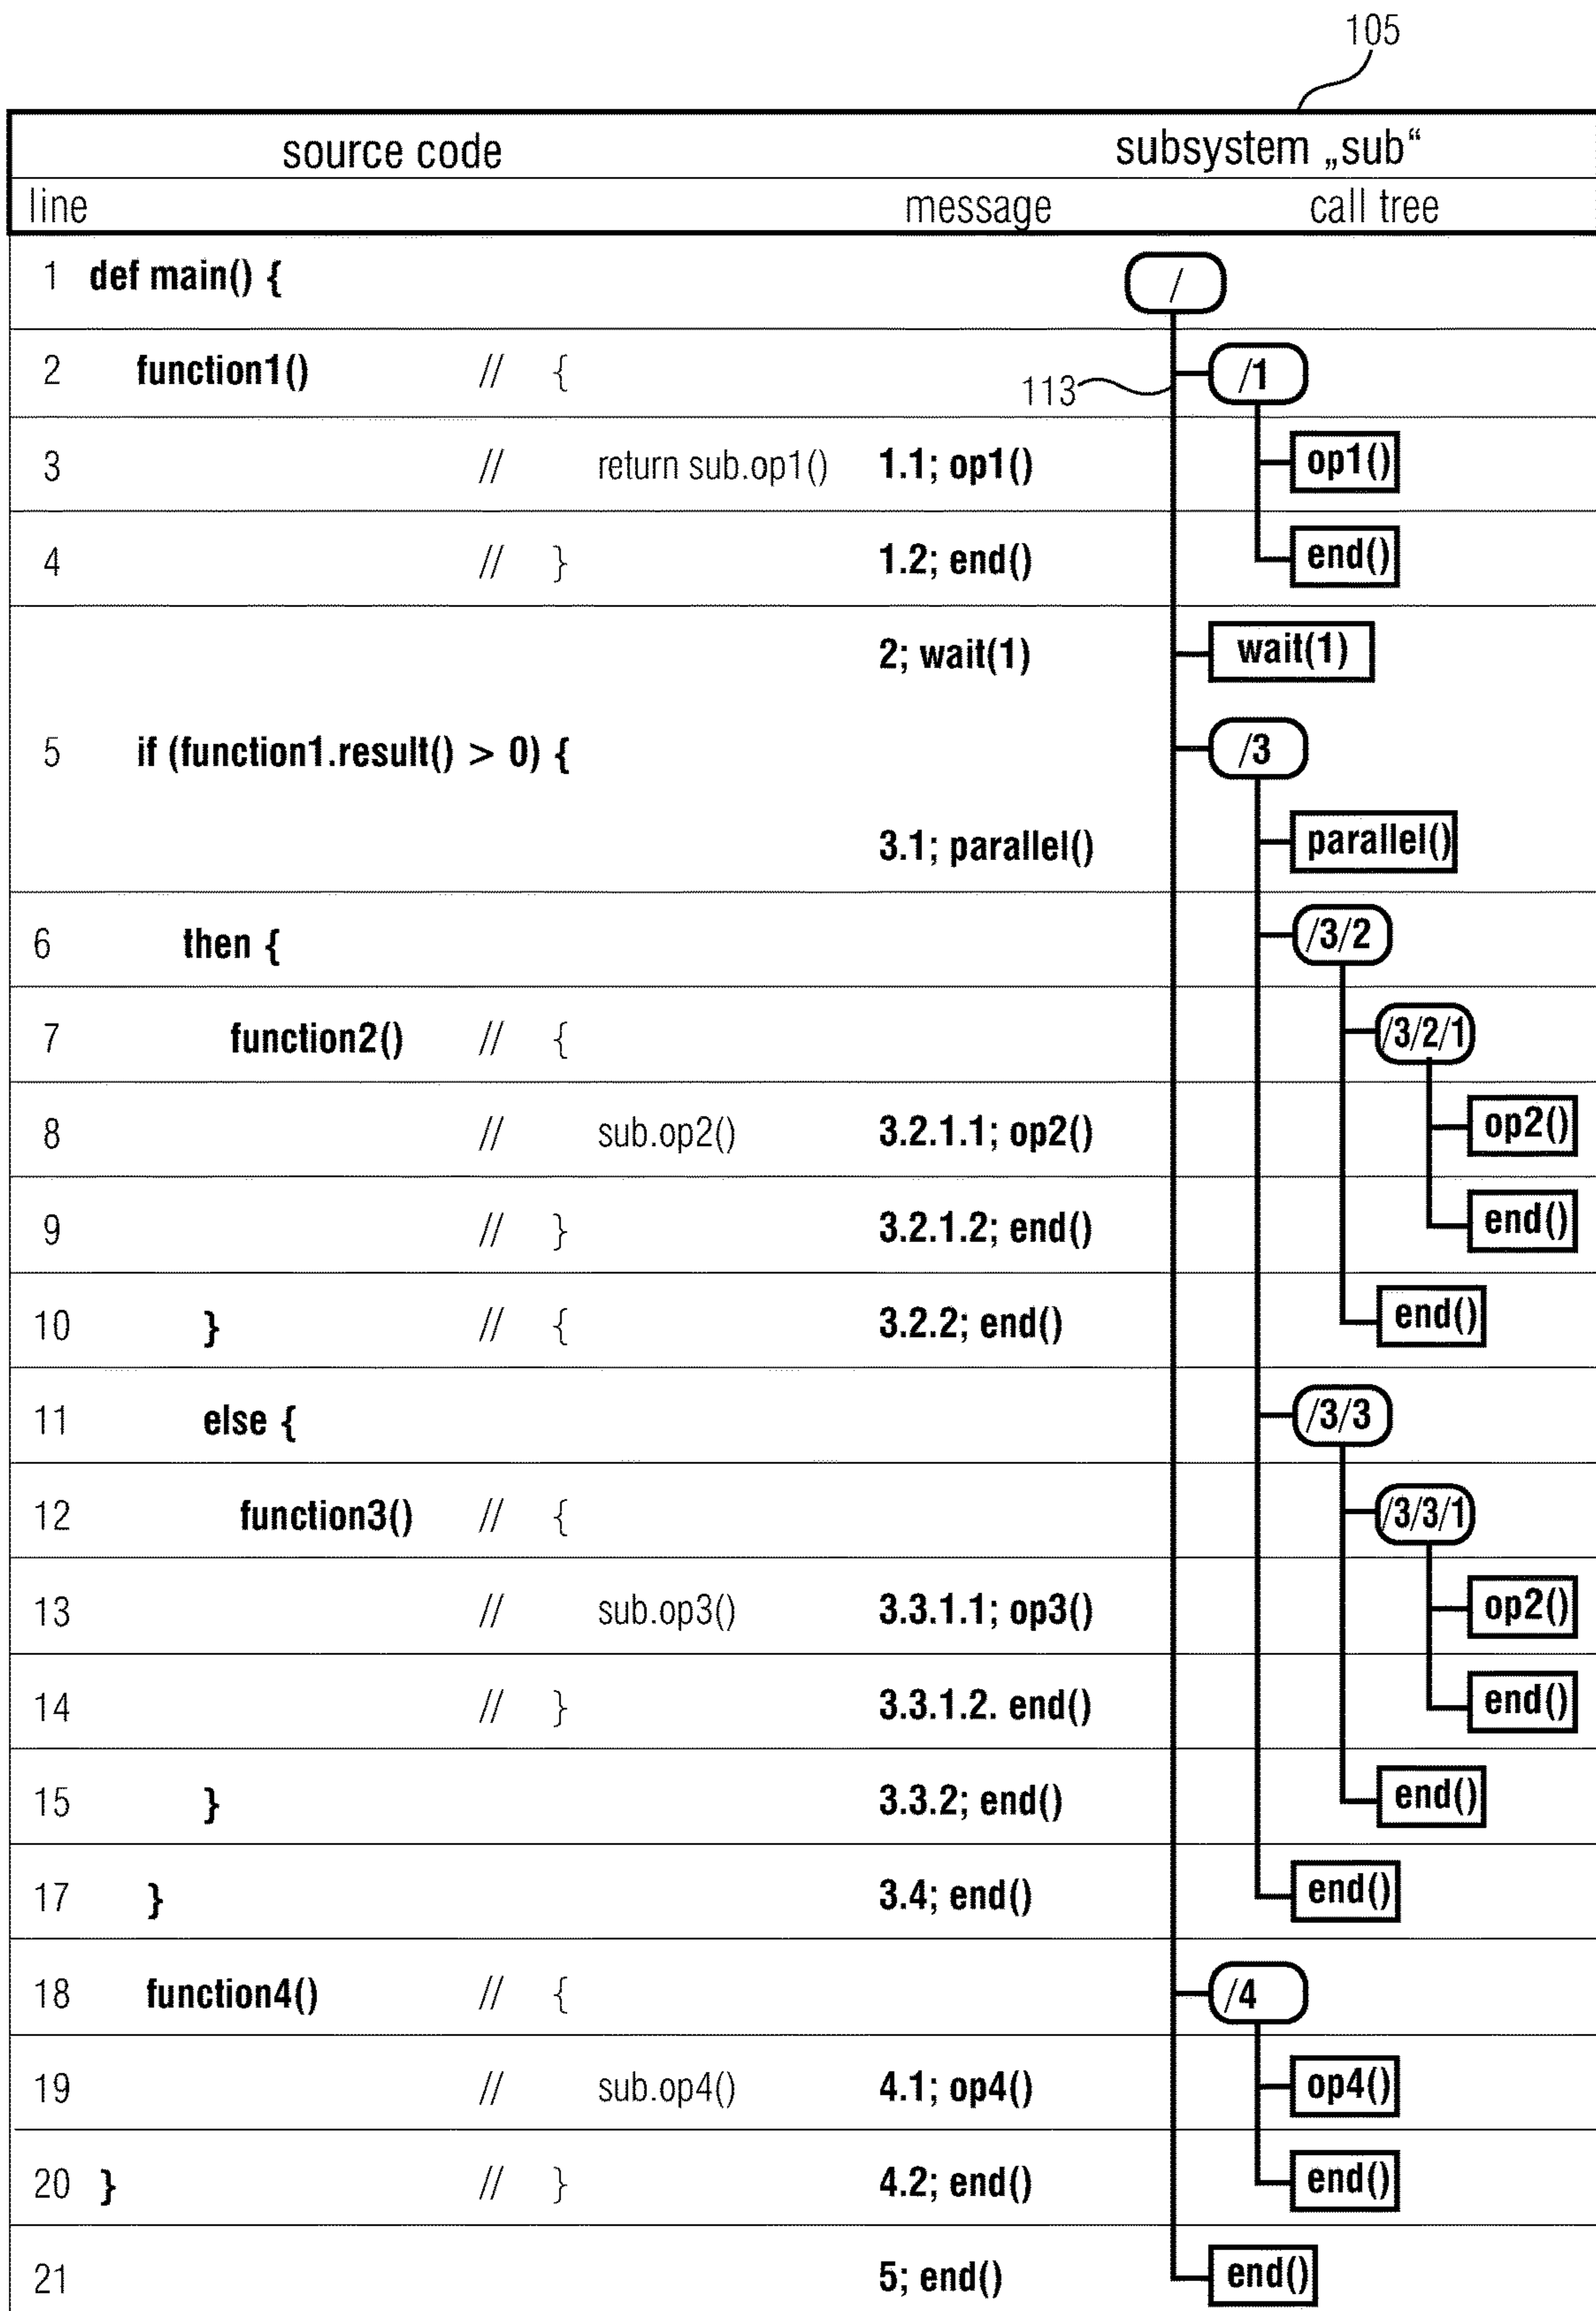 105
source code subsystem „sub“
line message call tree
1 def main() { /
2 function1() // { 113 /1
3 // return sub.op1() 1.1; op1() op1()
4 // } 1.2; end() end()
2; wait(1) wait(1)
5 if (function1.result() > 0) { /3
3.1; parallel() parallel()
6 then { /3/2
7 function2() // { /3/2/1
8 // sub.op2() 3.2.1.1; op2() op2()
9 // } 3.2.1.2; end() end()
10 } // { 3.2.2; end() end()
11 else { /3/3
12 function3() // { /3/3/1
13 // sub.op3() 3.3.1.1; op3() op2()
14 // } 3.3.1.2. end() end()
15 } 3.3.2; end() end()
17 } 3.4; end() end()
18 function4() // { /4
19 // sub.op4() 4.1; op4() op4()
20 } // } 4.2; end() end()
21 5; end() end()